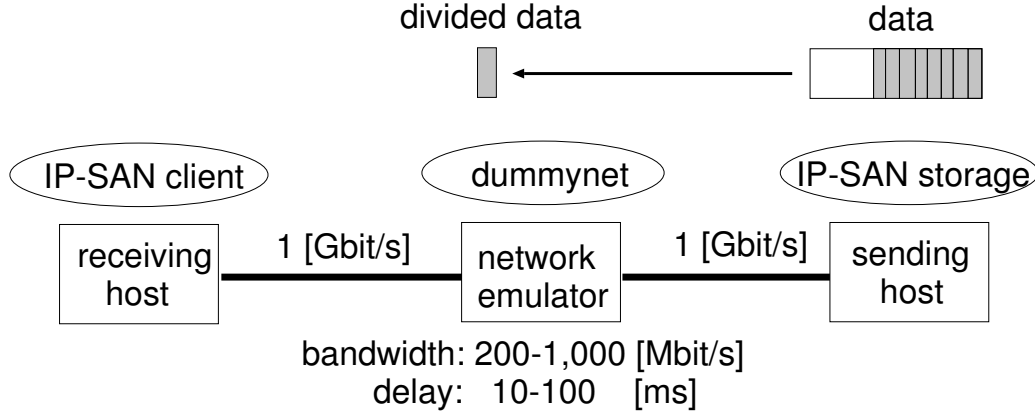 divided data
data
IP-SAN client
dummynet
IP-SAN storage
receiving
host
1 [Gbit/s]
network
emulator
1 [Gbit/s]
sending
host
bandwidth: 200-1,000 [Mbit/s]
delay: 10-100 [ms]